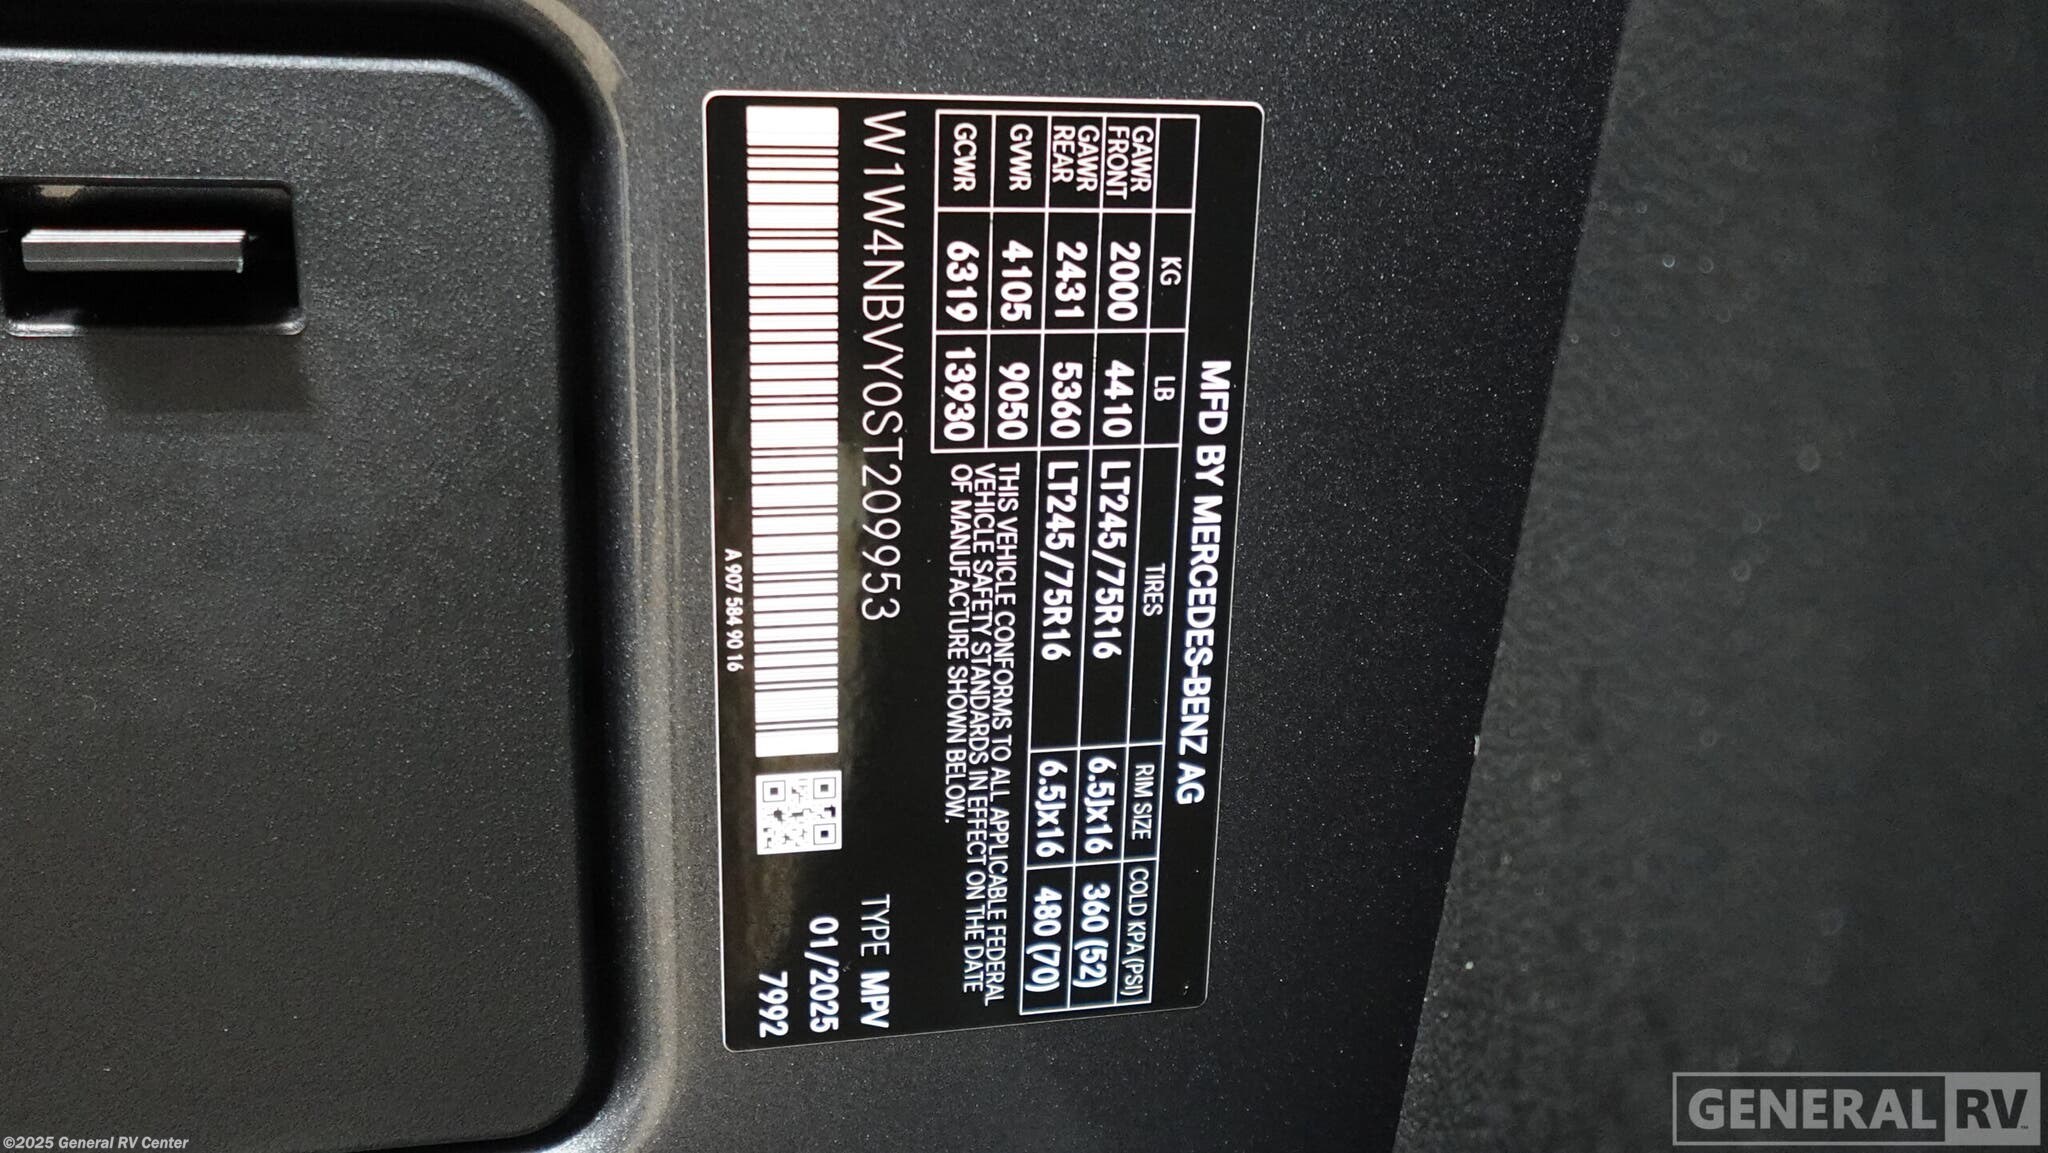 MFD BY MERCEDES-BENZ AG
KG LB TIRES RIM SIZE COLD KPA (PSI)
GAWR FRONT 2000 4410 LT245/75R16 6.5Jx16 360 (52)
GAWR REAR 2431 5360 LT245/75R16 6.5Jx16 480 (70)
GVWR 4105 9050
GCWR 6319 13930
THIS VEHICLE CONFORMS TO ALL APPLICABLE FEDERAL
VEHICLE SAFETY STANDARDS IN EFFECT ON THE DATE
OF MANUFACTURE SHOWN BELOW.
W1W4NBVY0ST209953
TYPE MPV
01/2025
7992
A 907 584 90 16
GENERAL RV
©2025 General RV Center